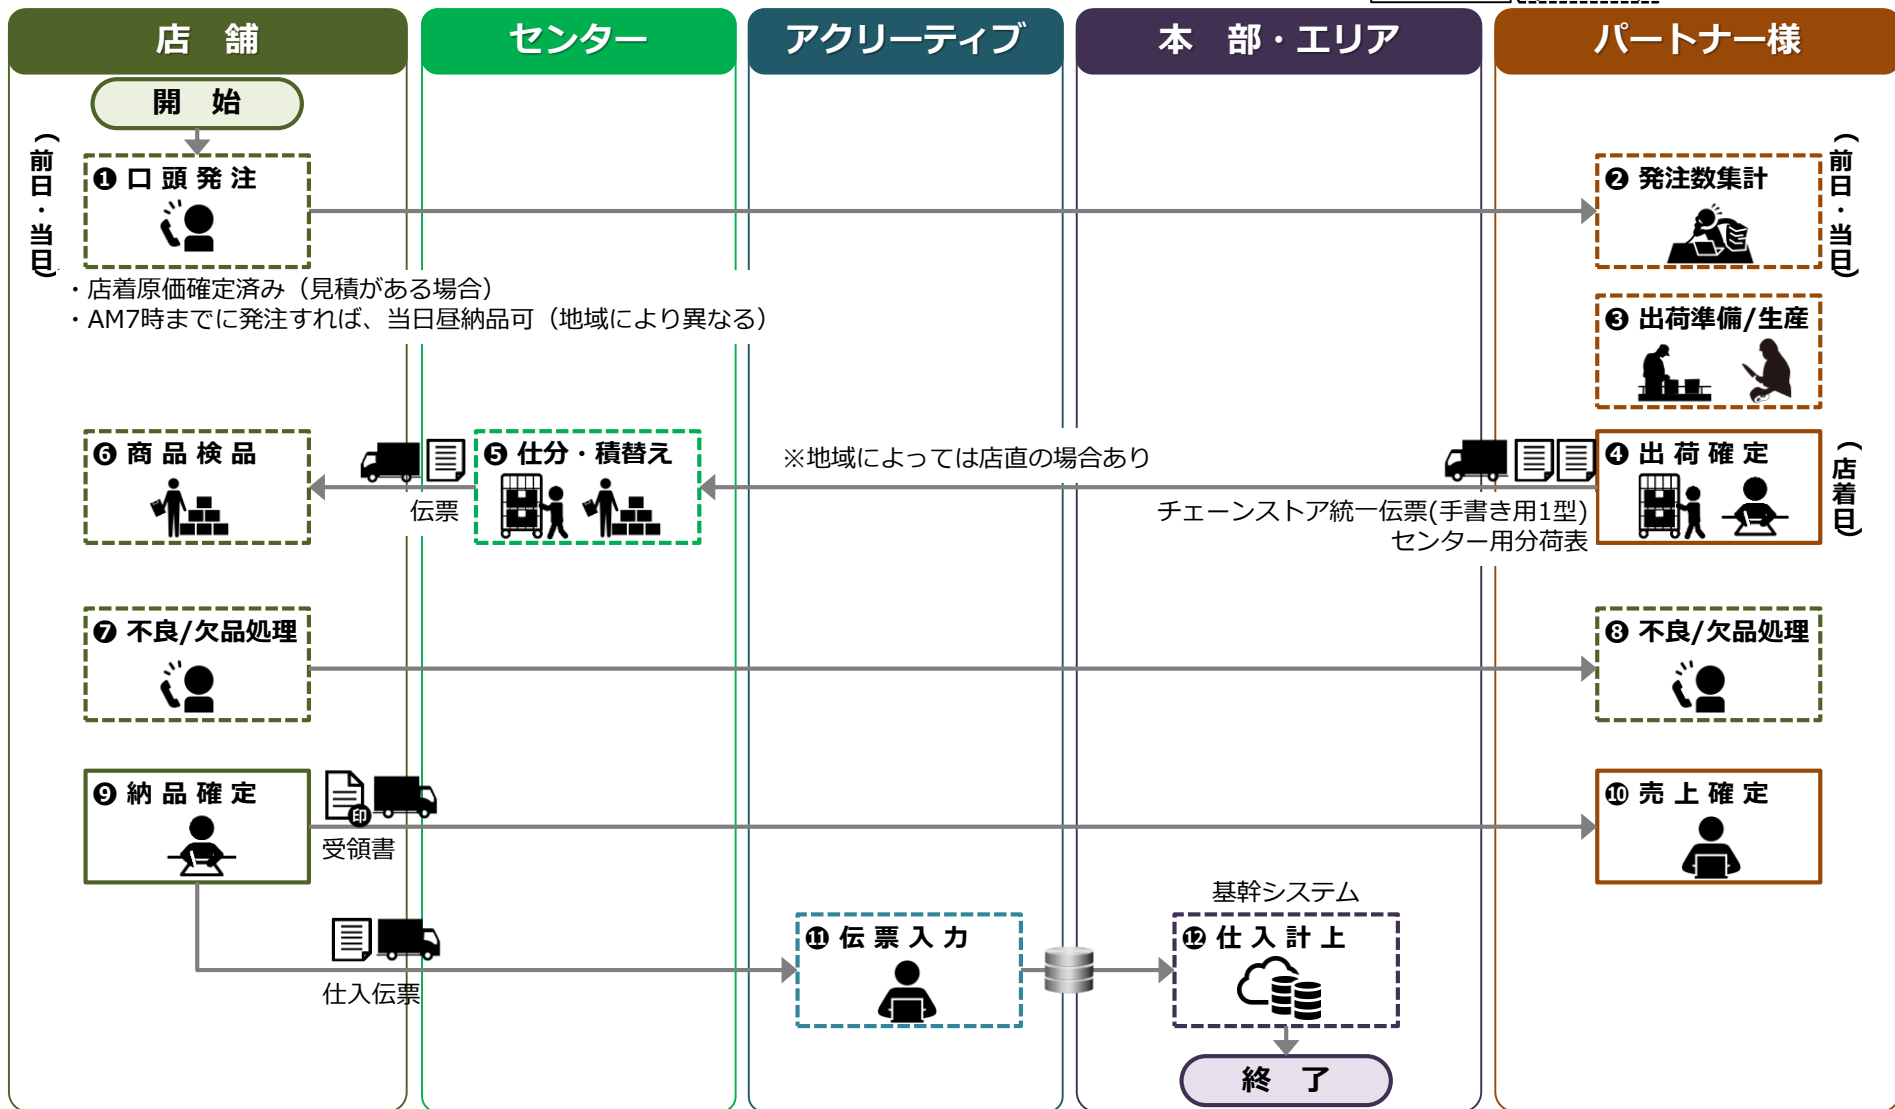 店 舗
センター
アクリーティブ
本 部・エリア
パートナー様
開 始
(前日・当日)
❶ 口 頭 発 注
❷ 発注数集計
(前日・当日)
・店着原価確定済み（見積がある場合）
・AM7時までに発注すれば、当日昼納品可（地域により異なる）
❸ 出荷準備/生産
❻ 商 品 検 品
伝票
❺ 仕分・積替え
※地域によっては店直の場合あり
チェーンストア統一伝票(手書き用1型)
センター用分荷表
❹ 出 荷 確 定
(店着日)
❼ 不良/欠品処理
❽ 不良/欠品処理
❾ 納 品 確 定
印
受領書
❿ 売 上 確 定
仕入伝票
⓫ 伝 票 入 力
基幹システム
⓬ 仕 入 計 上
終 了